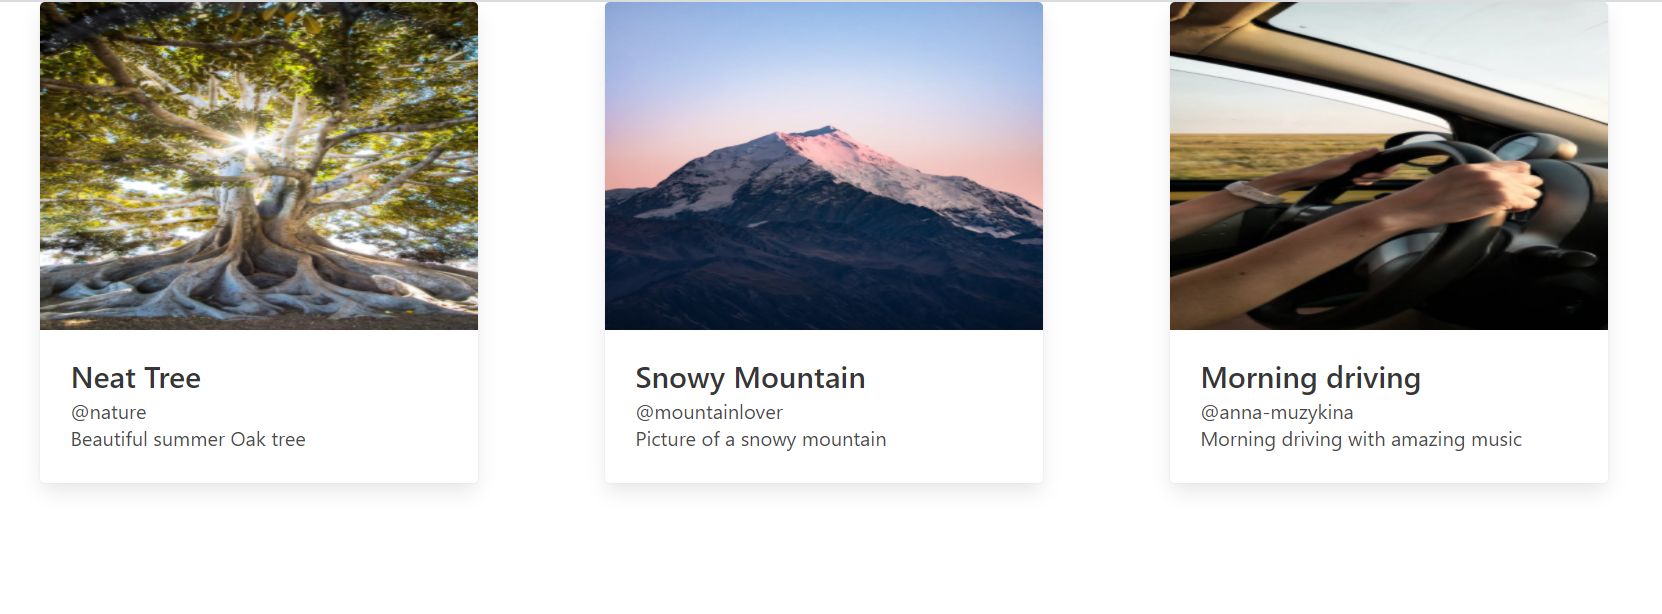 Neat Tree
@nature
Beautiful summer Oak tree
Snowy Mountain
@mountainlover
Picture of a snowy mountain
Morning driving
@anna-muzykina
Morning driving with amazing music